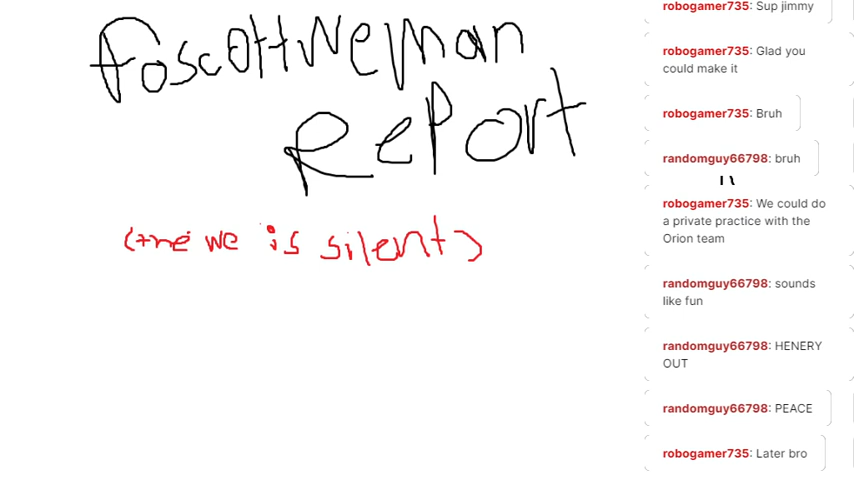 foscottweman
RePort
(the we is silent)
robogamer735: Sup jimmy
robogamer735: Glad you
could make it
robogamer735: Bruh
randomguy66798: bruh
robogamer735: We could do
a private practice with the
Orion team
randomguy66798: sounds
like fun
randomguy66798: HENERY
OUT
randomguy66798: PEACE
robogamer735: Later bro